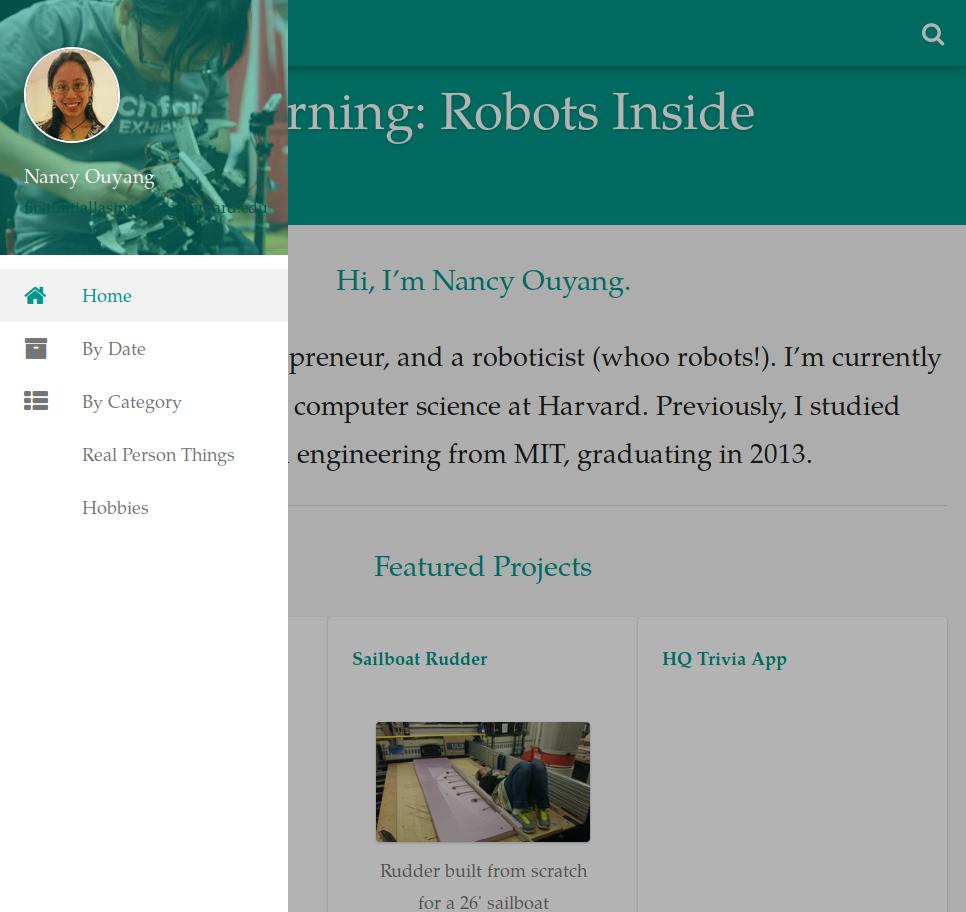 Chfair
EXHIBI
Nancy Ouyang
rning: Robots Inside
Home
By Date
By Category
Real Person Things
Hobbies
Hi, I’m Nancy Ouyang.
preneur, and a roboticist (whoo robots!). I’m currently
computer science at Harvard. Previously, I studied
engineering from MIT, graduating in 2013.
Featured Projects
Sailboat Rudder
HQ Trivia App
Rudder built from scratch
for a 26' sailboat